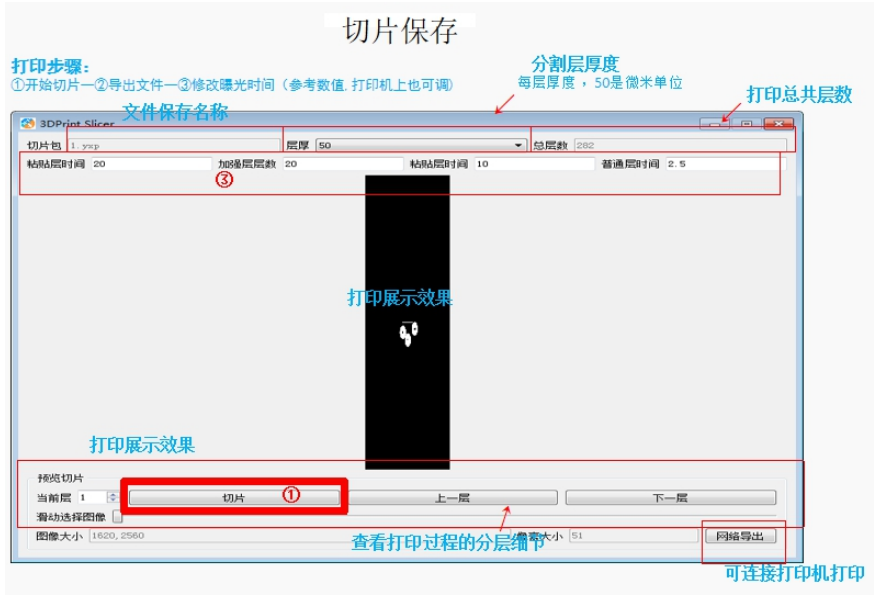 切片保存
打印步骤:
①开始切片—②导出文件—③修改曝光时间（参考数值, 打印机上也可调)
分割层厚度
每层厚度，50是微米单位
打印总共层数
文件保存名称
3DPrint Slicer
切片包 1.yxp 层厚 50 总层数 282
粘贴层时间 20 加强层层数 20 粘贴层时间 10 普通层时间 2.5
③
打印展示效果
打印展示效果
预览切片
当前层 1 切片 ① 上一层 下一层
滑动选择图像
图像大小 1620,2560 像素大小 51 网络导出
查看打印过程的分层细节
可连接打印机打印